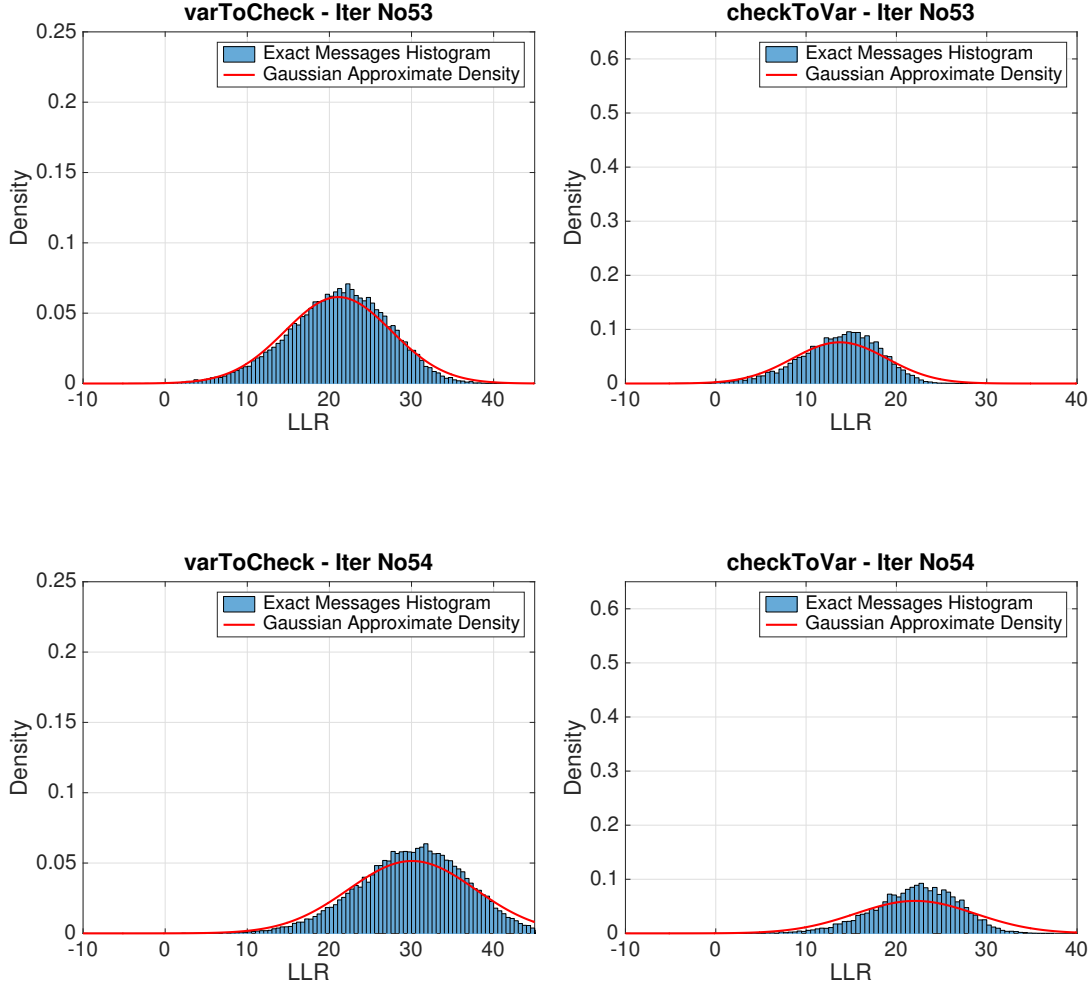 varToCheck - Iter No53
0.25
0.2
0.15
0.1
0.05
0
Density
Exact Messages Histogram
Gaussian Approximate Density
-10 0 10 20 30 40
LLR
checkToVar - Iter No53
0.6
0.5
0.4
0.3
0.2
0.1
0
Density
Exact Messages Histogram
Gaussian Approximate Density
-10 0 10 20 30 40
LLR
varToCheck - Iter No54
0.25
0.2
0.15
0.1
0.05
0
Density
Exact Messages Histogram
Gaussian Approximate Density
-10 0 10 20 30 40
LLR
checkToVar - Iter No54
0.6
0.5
0.4
0.3
0.2
0.1
0
Density
Exact Messages Histogram
Gaussian Approximate Density
-10 0 10 20 30 40
LLR